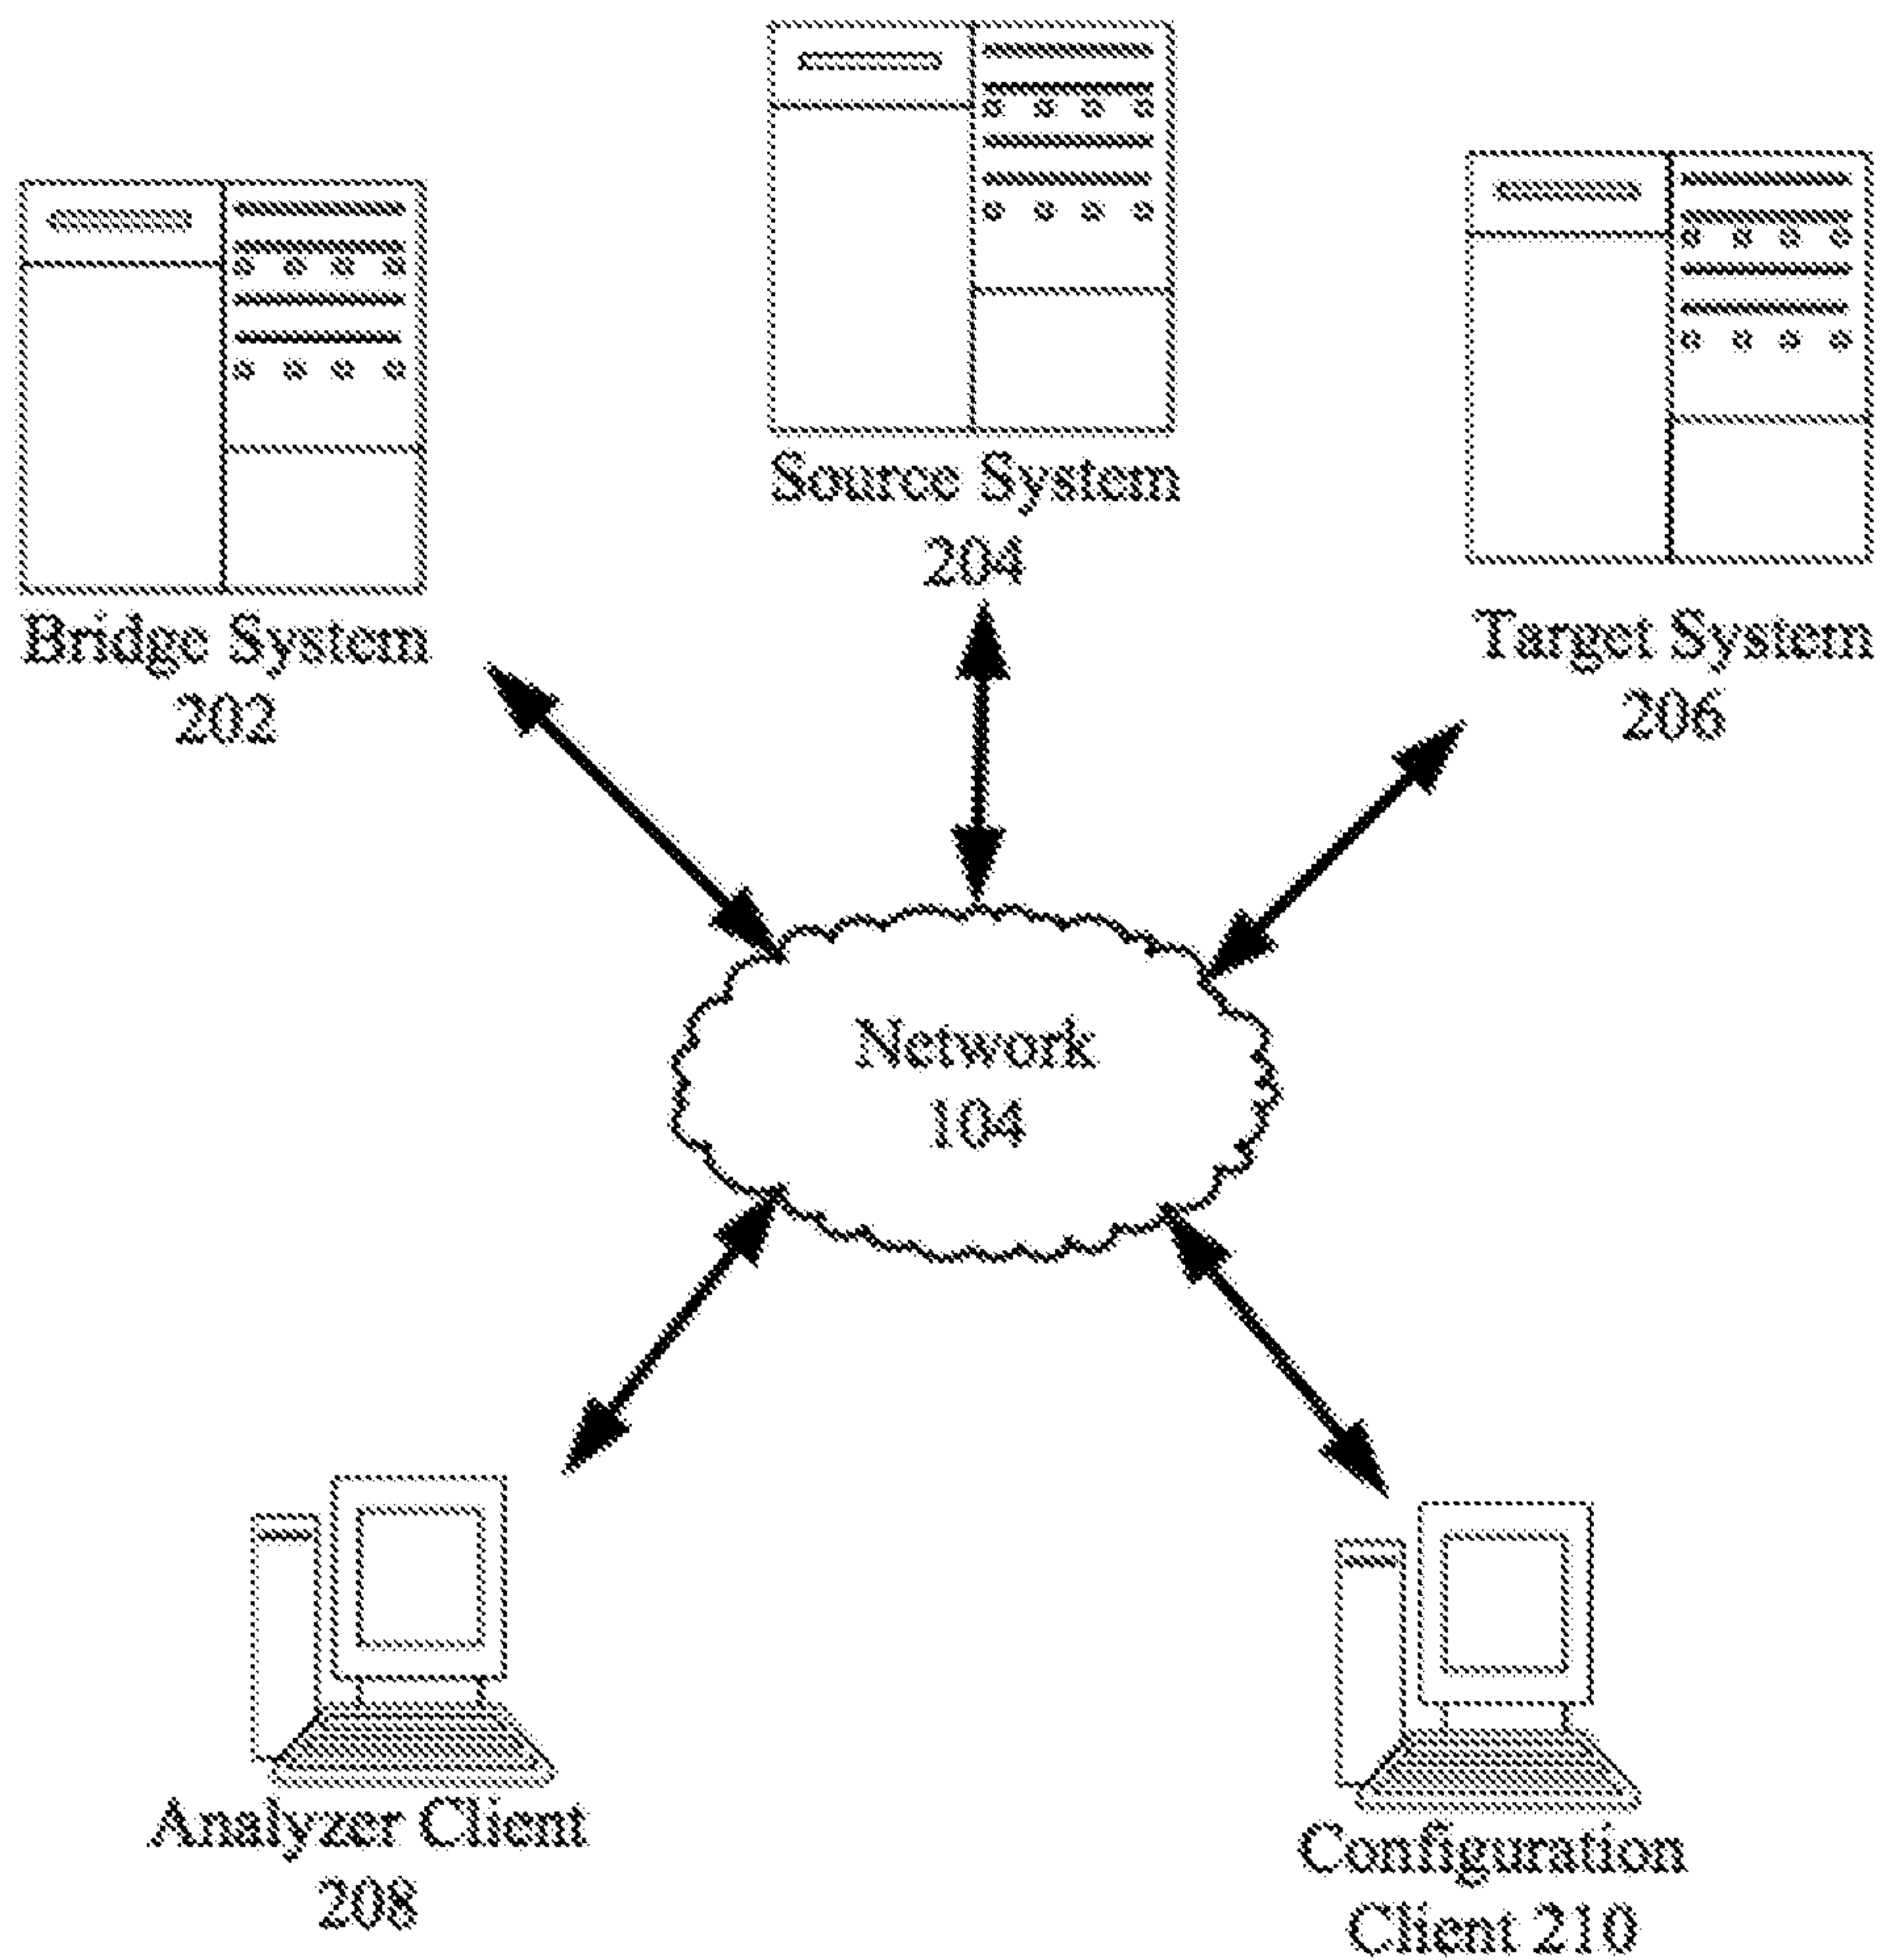 Source System
204
Bridge System
202
Target System
206
Network
104
Analyzer Client
208
Configuration
Client 210